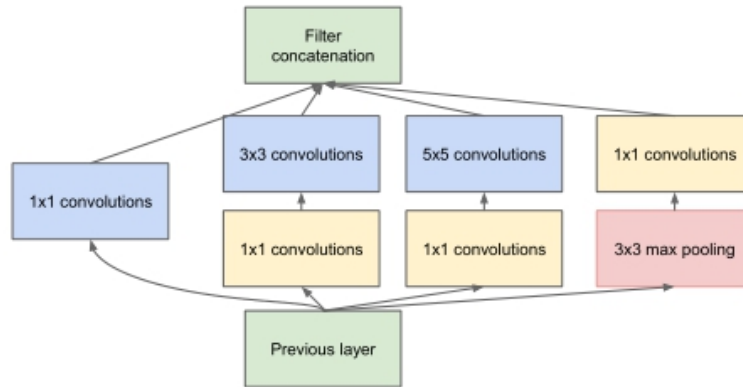 Filter
concatenation
3x3 convolutions
5x5 convolutions
1x1 convolutions
1x1 convolutions
1x1 convolutions
1x1 convolutions
3x3 max pooling
Previous layer